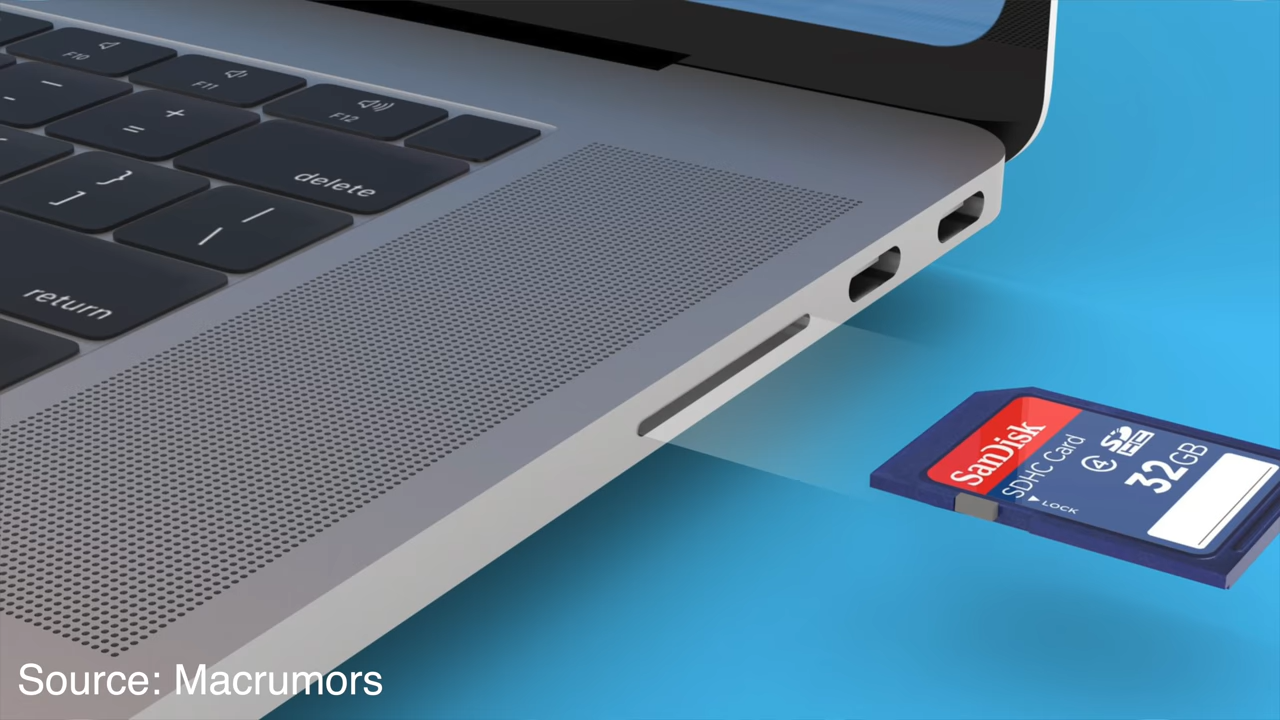 F10
F11
F12
-
+
=
delete
}
]
|
return
SanDisk
SDHC Card
4
SD
HC
32GB
LOCK
Source: Macrumors